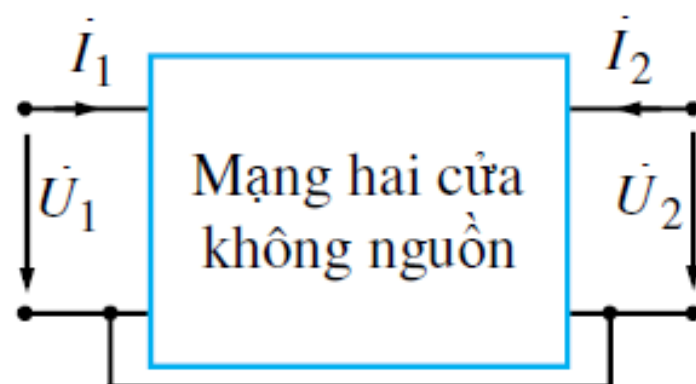 İ₁
İ₂
U̇₁
Mạng hai cửa
không nguồn
U̇₂